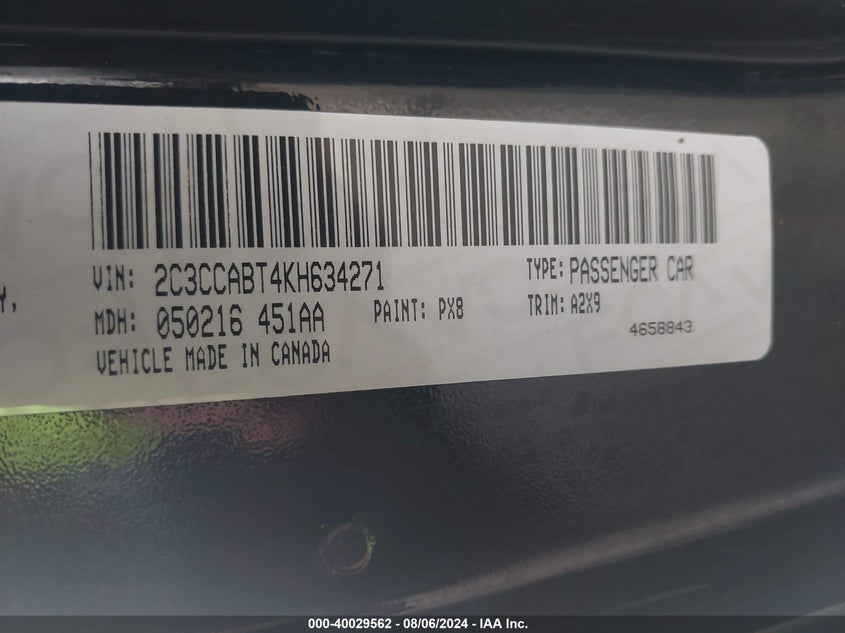 VIN: 2C3CCABT4KH634271 TYPE: PASSENGER CAR
Y, MDH: 050216 451AA PAINT: PX8 TRIM: A2X9
VEHICLE MADE IN CANADA 4658843
000-40029562 - 08/06/2024 - IAA Inc.